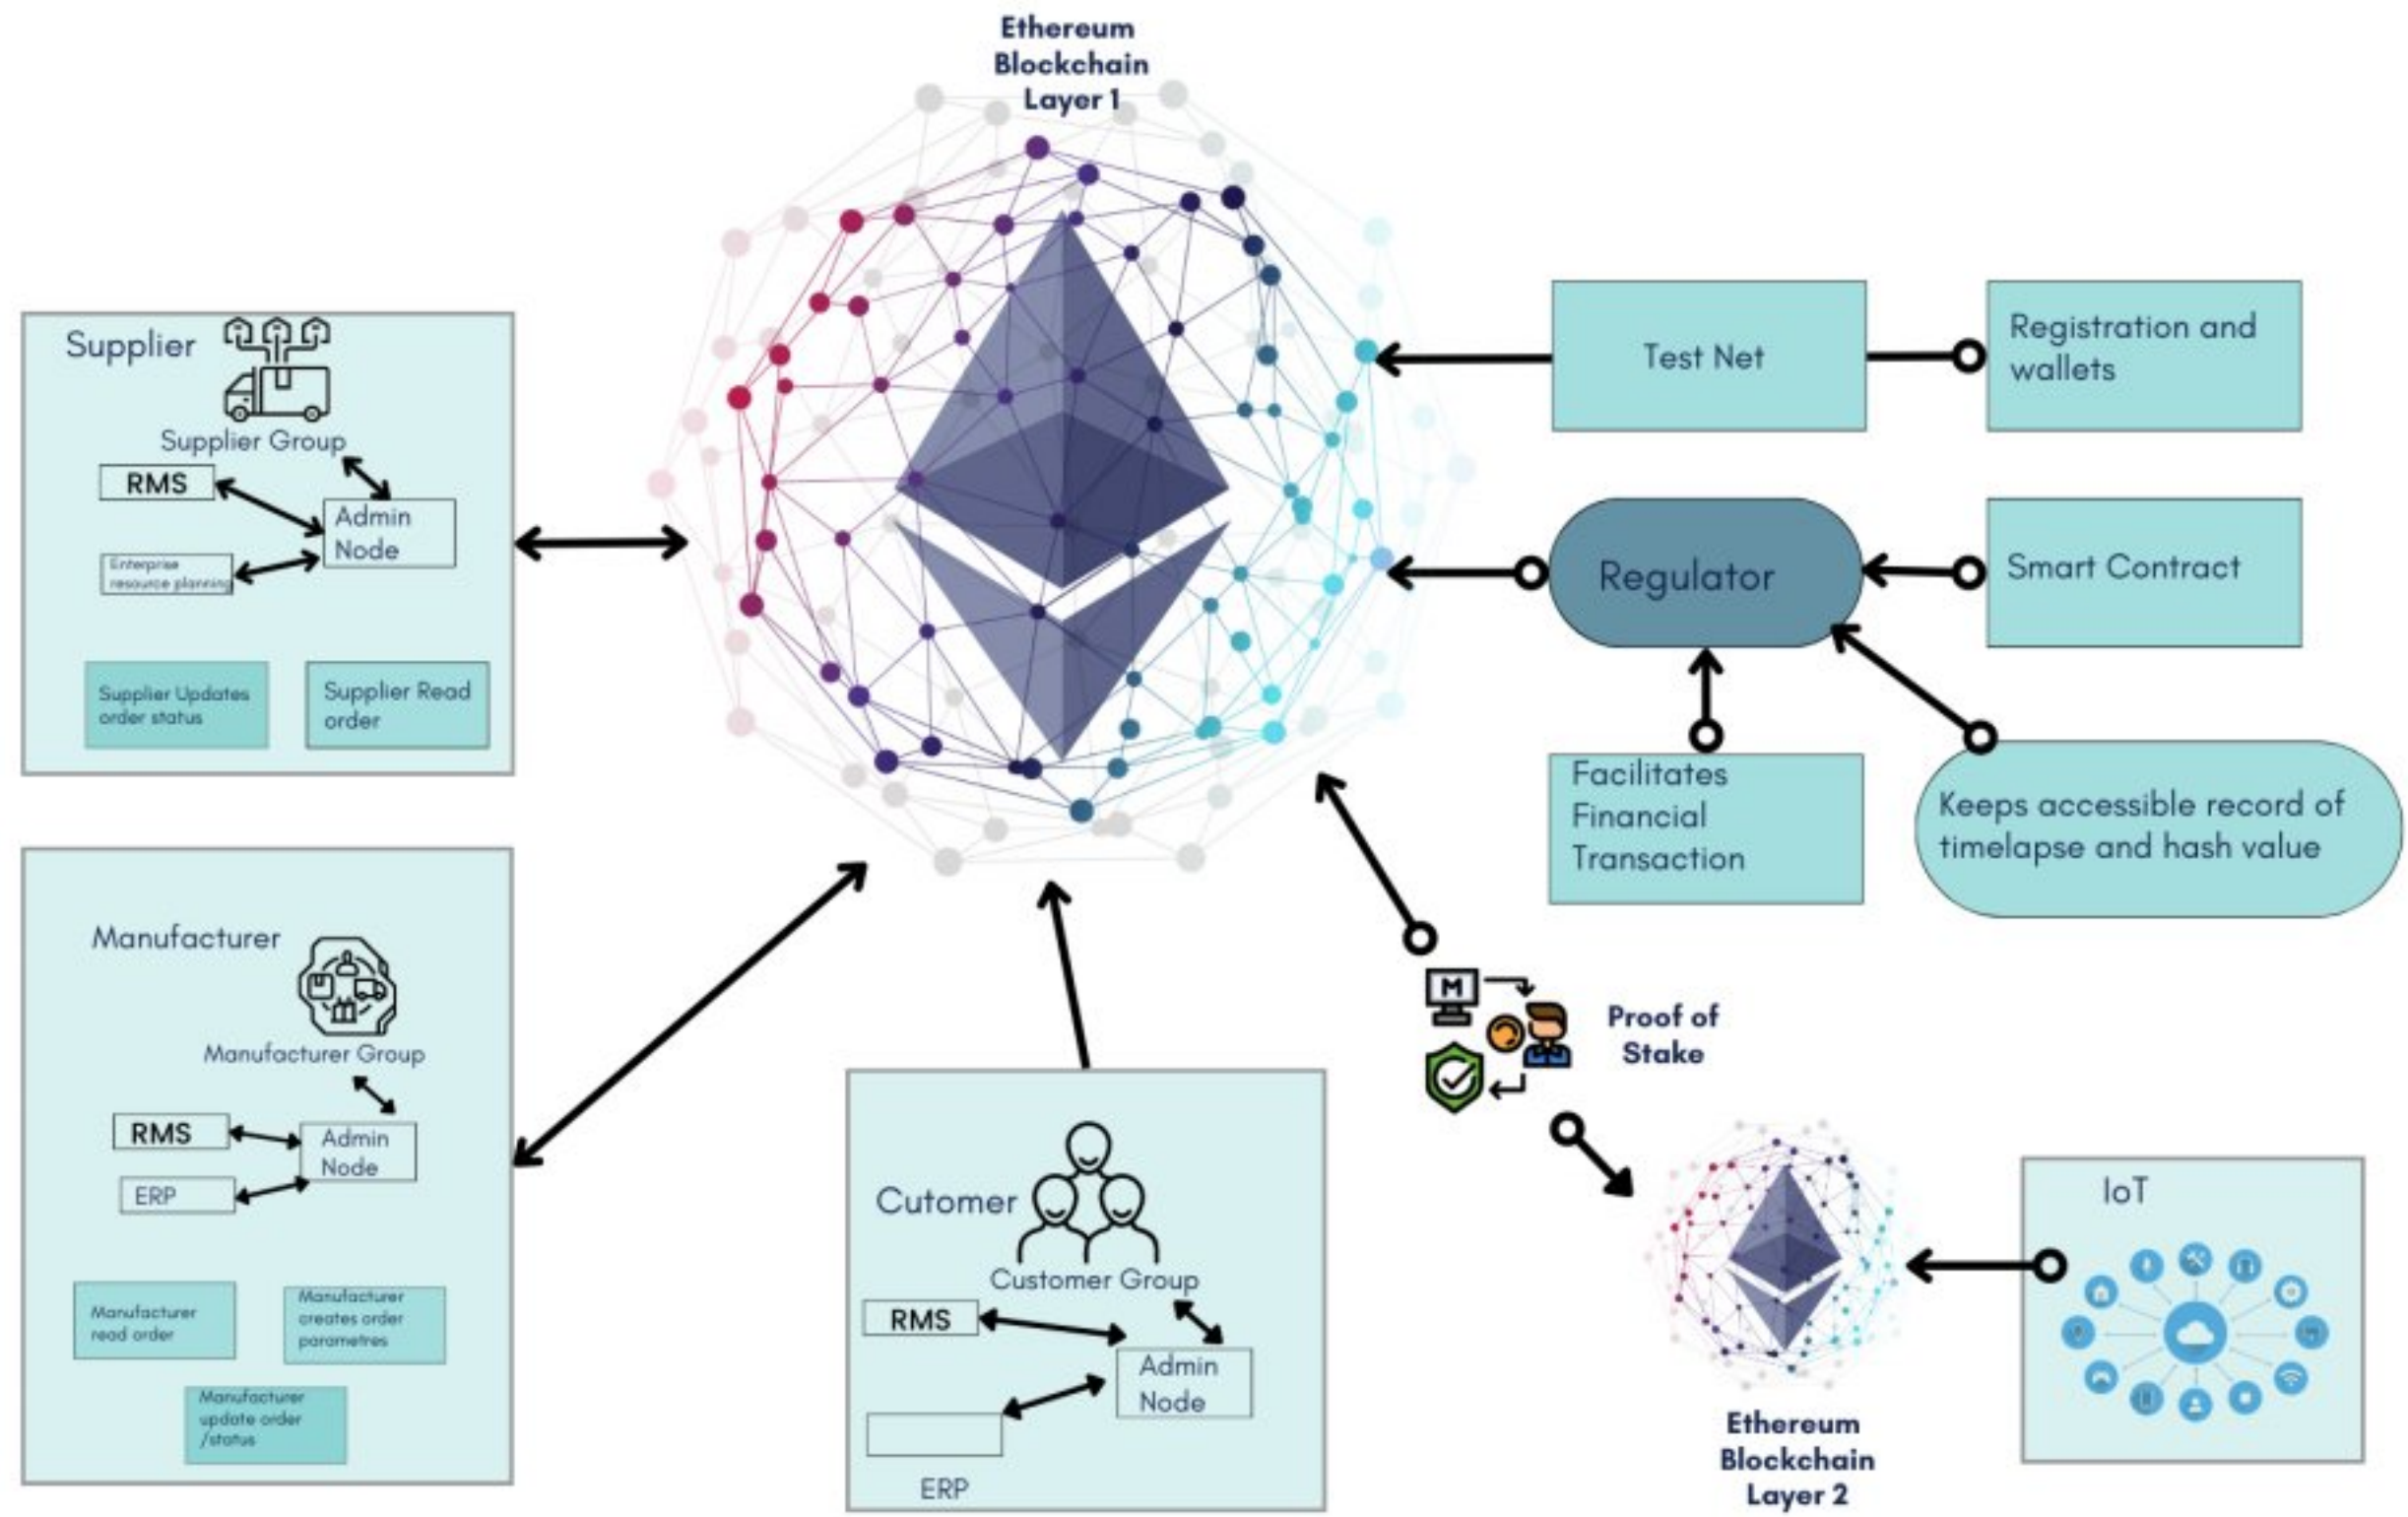 Ethereum
Blockchain
Layer 1
Supplier
Supplier Group
RMS
Admin
Node
Enterprise
resource planning
Supplier Updates
order status
Supplier Read
order
Test Net
Registration and
wallets
Regulator
Smart Contract
Facilitates
Financial
Transaction
Keeps accessible record of
timelapse and hash value
Manufacturer
Manufacturer Group
RMS
Admin
Node
ERP
Manufacturer
read order
Manufacturer
creates order
parametres
Manufacturer
update order
/status
Cutomer
Customer Group
RMS
Admin
Node
ERP
M
Proof of
Stake
Ethereum
Blockchain
Layer 2
IoT